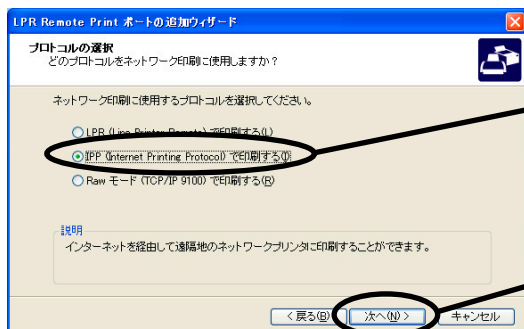 LPR Remote Print ポートの追加ウィザード
プロトコルの選択
どのプロトコルをネットワーク印刷に使用しますか?
ネットワーク印刷に使用するプロトコルを選択してください。
LPR (Line Printer Remote) で印刷する(L)
IPP (Internet Printing Protocol) で印刷する(I)
Raw モード (TCP/IP 9100) で印刷する(R)
説明
インターネットを経由して遠隔地のネットワークプリンタに印刷することができます。
< 戻る(B) 次へ(N) > キャンセル